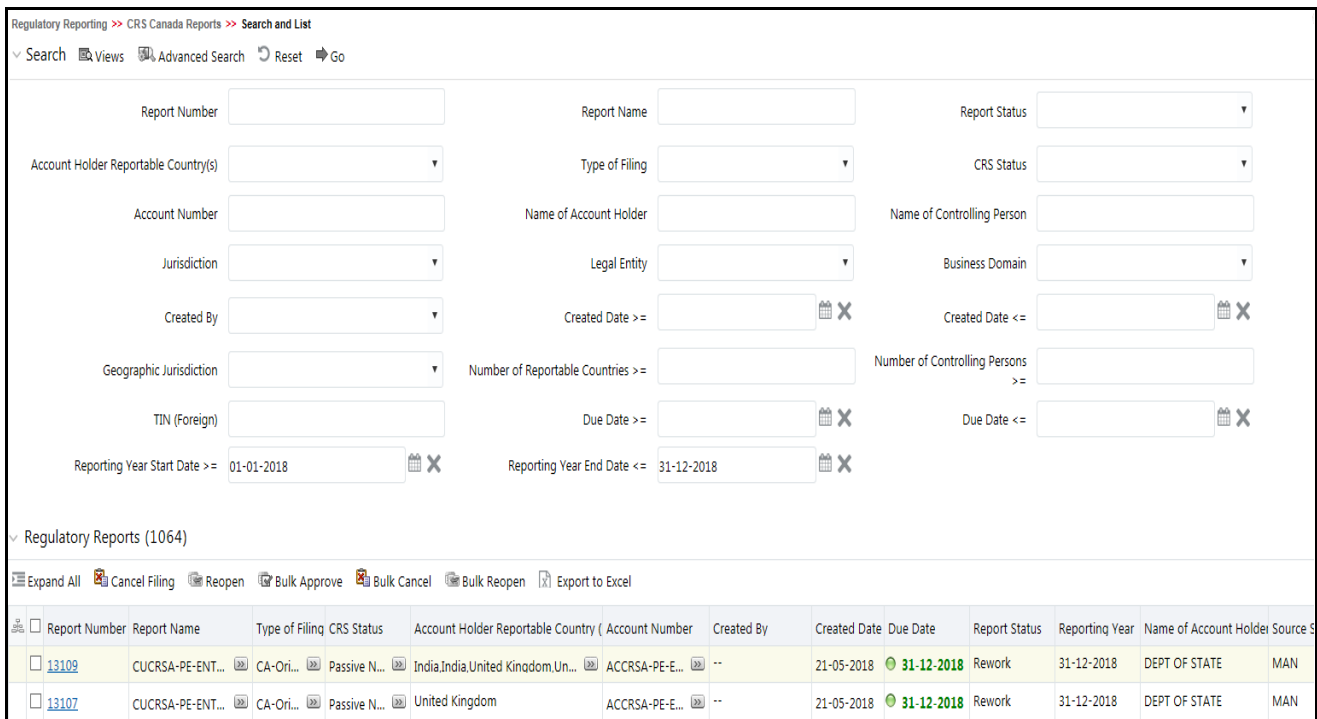 Regulatory Reporting >> CRS Canada Reports >> Search and List
Search Views Advanced Search Reset Go
Report Number Report Name Report Status
Account Holder Reportable Country(s) Type of Filing CRS Status
Account Number Name of Account Holder Name of Controlling Person
Jurisdiction Legal Entity Business Domain
Created By Created Date >= Created Date <=
Geographic Jurisdiction Number of Reportable Countries >= Number of Controlling Persons >=
TIN (Foreign) Due Date >= Due Date <=
Reporting Year Start Date >= 01-01-2018 Reporting Year End Date <= 31-12-2018
Regulatory Reports (1064)
Expand All Cancel Filing Reopen Bulk Approve Bulk Cancel Bulk Reopen Export to Excel
Report Number Report Name Type of Filing CRS Status Account Holder Reportable Country ( Account Number Created By Created Date Due Date Report Status Reporting Year Name of Account Holder Source S
13109 CUCRSA-PE-ENT... CA-Ori... Passive N... India,India,United Kingdom,Un... ACCRSA-PE-E... -- 21-05-2018 31-12-2018 Rework 31-12-2018 DEPT OF STATE MAN
13107 CUCRSA-PE-ENT... CA-Ori... Passive N... United Kingdom ACCRSA-PE-E... -- 21-05-2018 31-12-2018 Rework 31-12-2018 DEPT OF STATE MAN